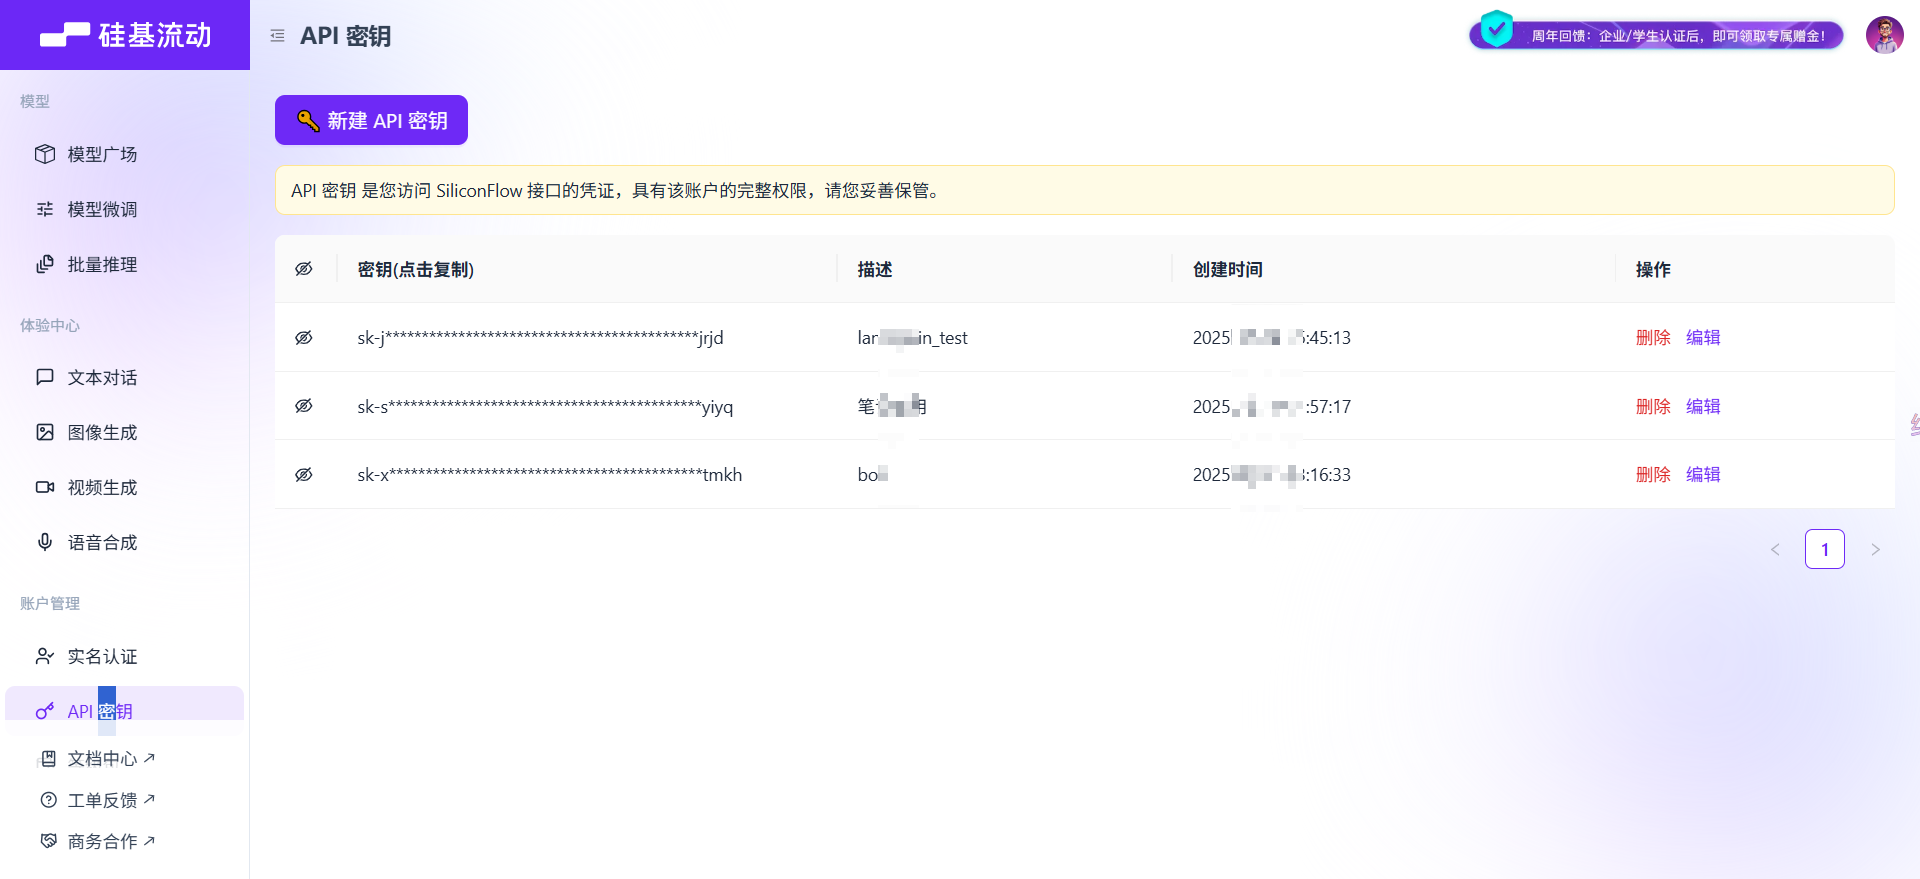 硅基流动
API 密钥
周年回馈：企业/学生认证后，即可领取专属赠金！
模型
模型广场
模型微调
批量推理
体验中心
文本对话
图像生成
视频生成
语音合成
账户管理
实名认证
API 密钥
文档中心
工单反馈
商务合作
新建 API 密钥
API 密钥 是您访问 SiliconFlow 接口的凭证，具有该账户的完整权限，请您妥善保管。
密钥(点击复制) 描述 创建时间 操作
sk-j*******************************************jrjd in_test 2025 :45:13 删除 编辑
sk-s*******************************************yiyq 笔 2025 :57:17 删除 编辑
sk-x*******************************************tmkh bo 2025 :16:33 删除 编辑
1